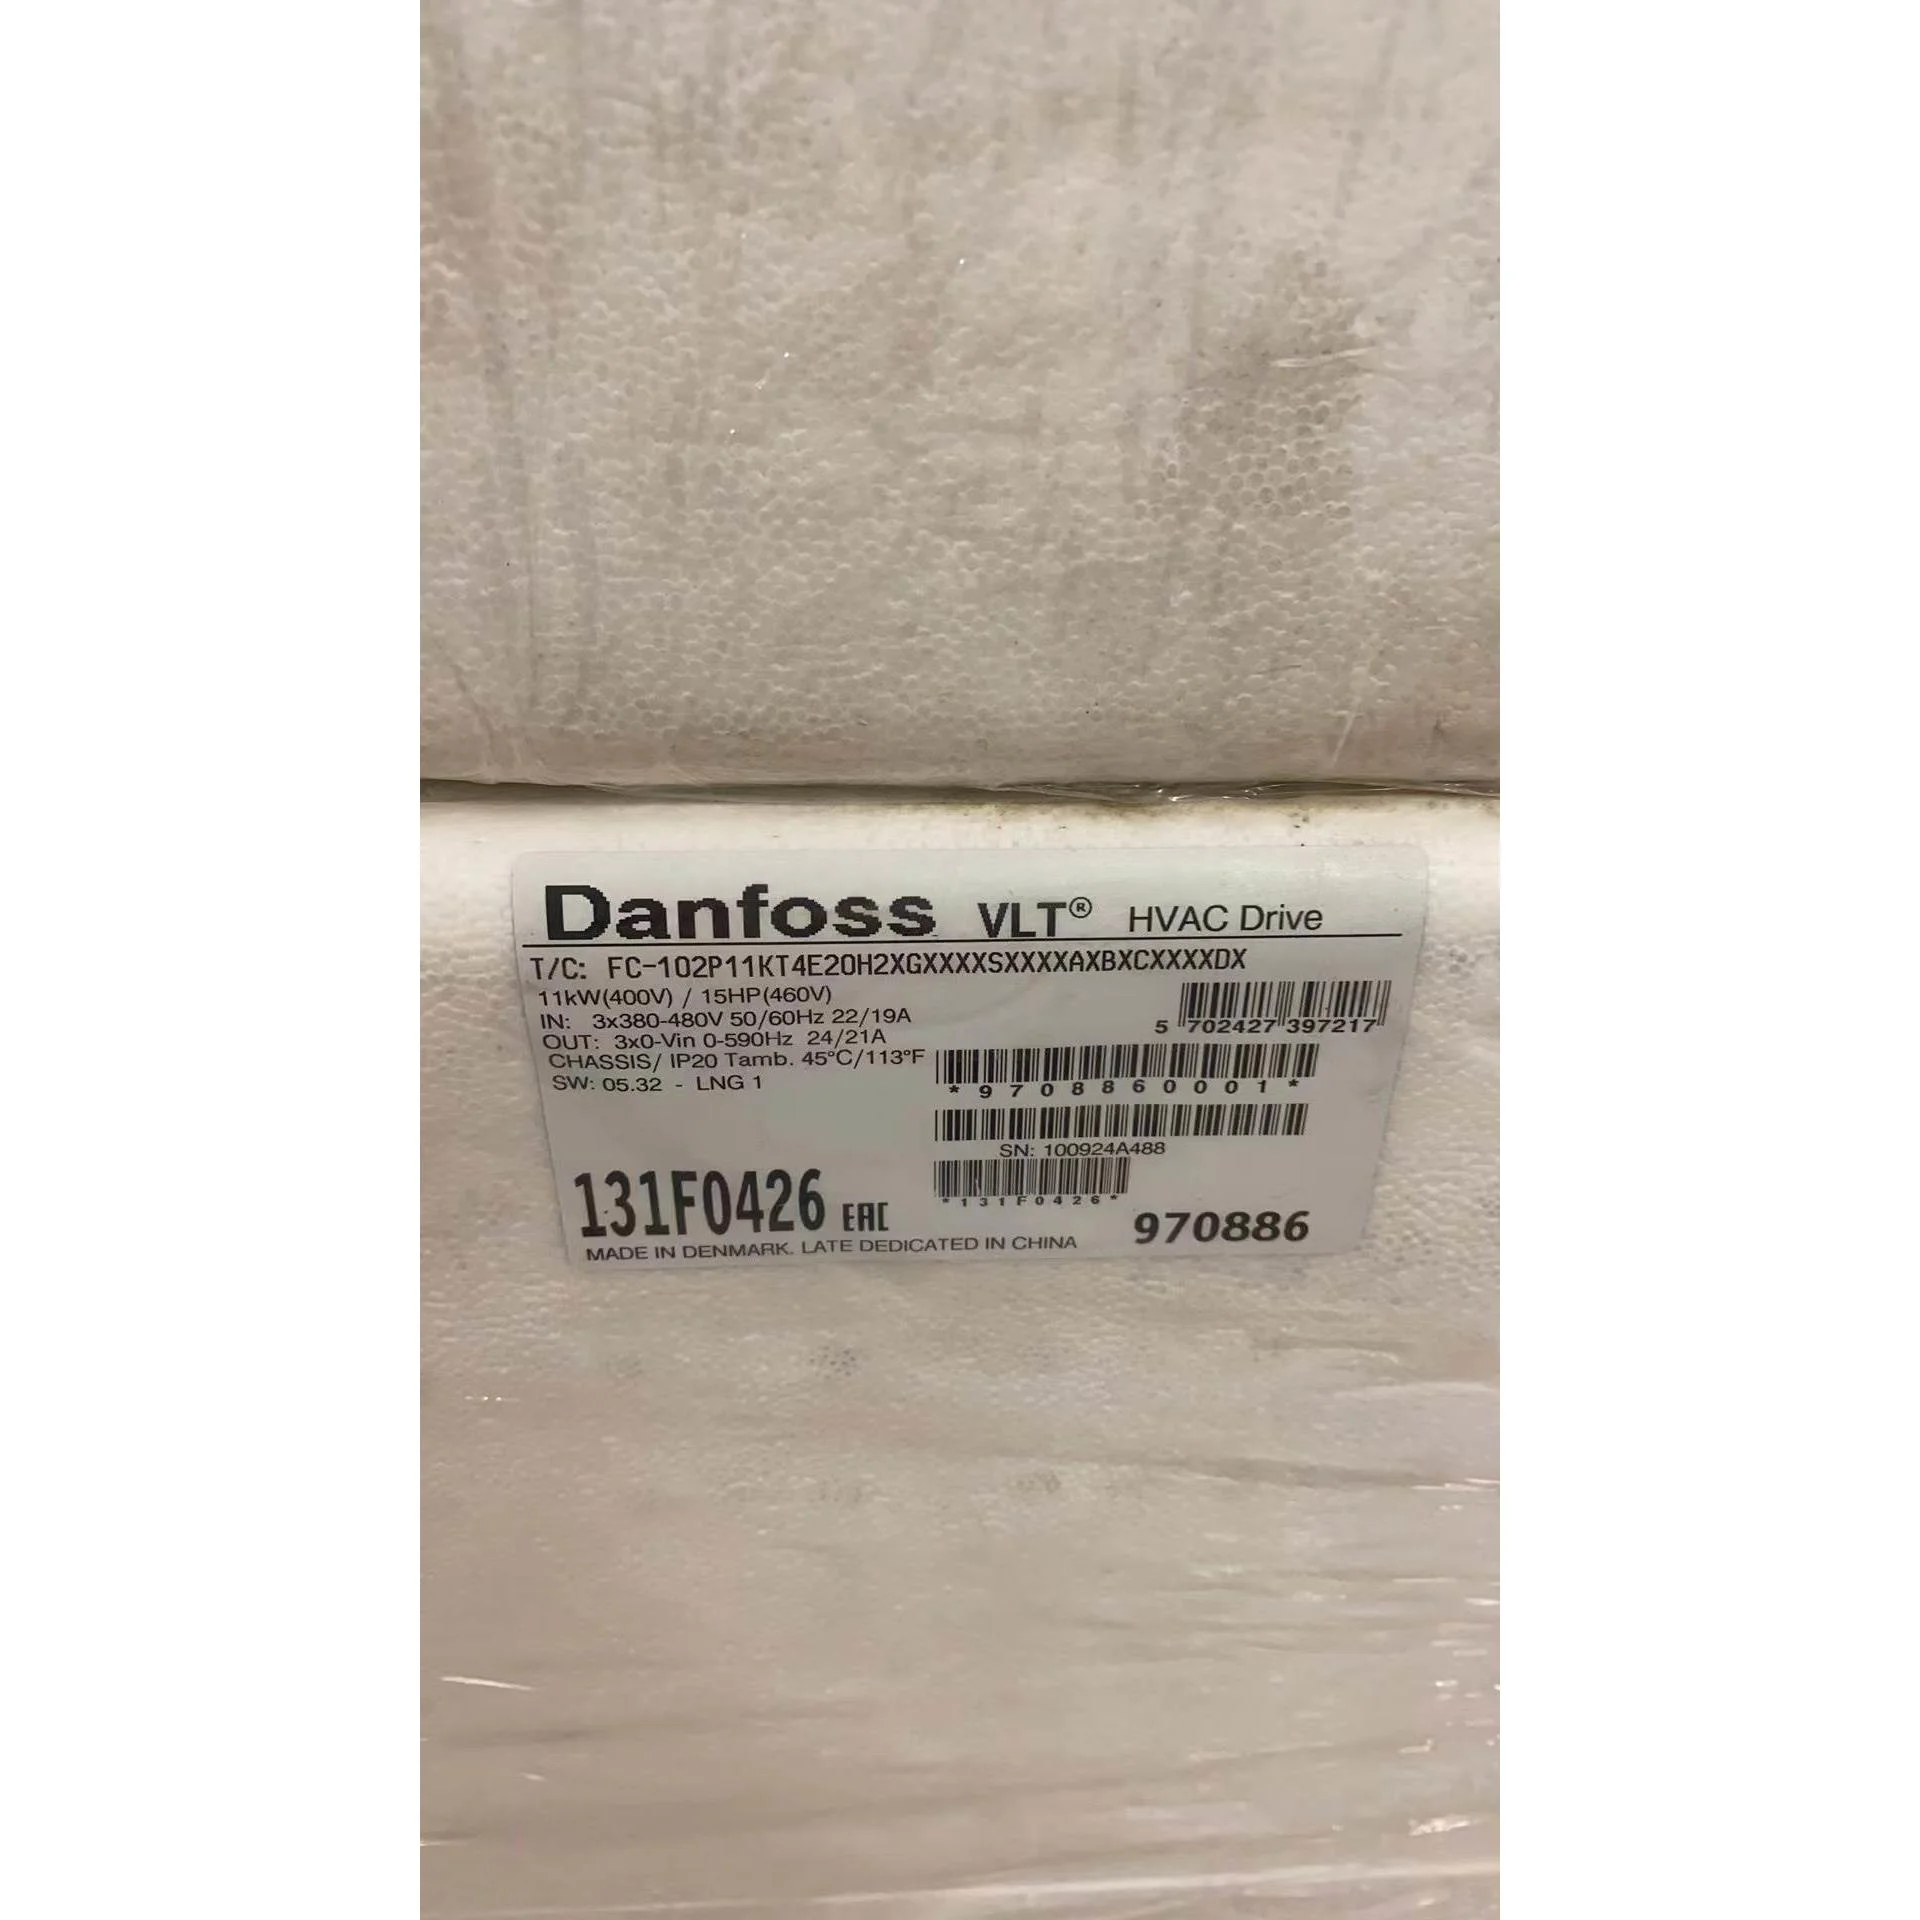 Danfoss VLT® HVAC Drive
T/C: FC-102P11KT4E20H2XGXXXXSXXXXAXBXCXXXXDX
11kW(400V) / 15HP(460V)
IN: 3x380-480V 50/60Hz 22/19A
OUT: 3x0-Vin 0-590Hz 24/21A
CHASSIS/ IP20 Tamb. 45°C/113°F
SW: 05.32 - LNG 1
5 702427 397217
*9708860001*
SN: 100924A488
*131F0426*
131F0426 EAC
970886
MADE IN DENMARK. LATE DEDICATED IN CHINA